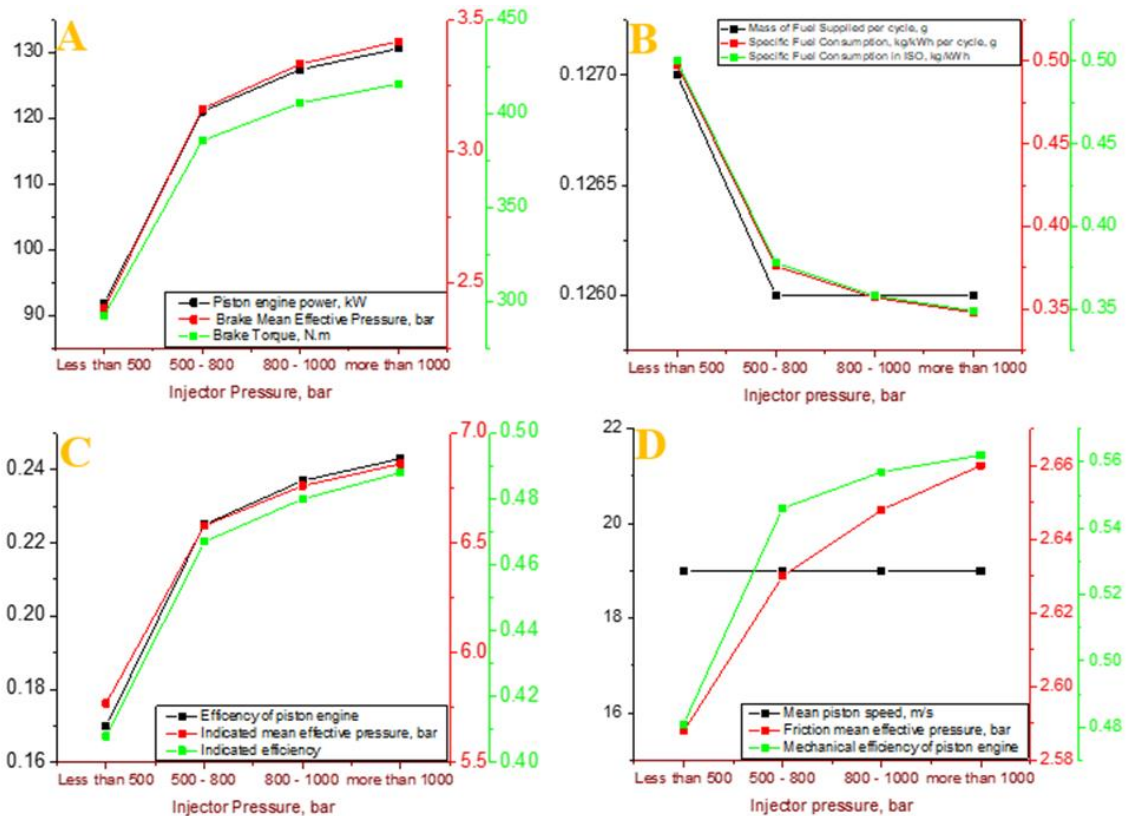 A
130
120
110
100
90
3.5
3.0
2.5
450
400
350
300
Piston engine power, kW
Brake Mean Effective Pressure, bar
Brake Torque, N.m
Less than 500
500 - 800
800 - 1000
more than 1000
Injector Pressure, bar
B
Mass of Fuel Supplied per cycle, g
Specific Fuel Consumption, kg/kWh per cycle, g
Specific Fuel Consumption in ISO, kg/kWh
0.1270
0.1265
0.1260
0.50
0.45
0.40
0.35
0.50
0.45
0.40
0.35
Less than 500
500 - 800
800 - 1000
more than 1000
Injector pressure, bar
C
0.24
0.22
0.20
0.18
0.16
7.0
6.5
6.0
5.5
0.50
0.48
0.46
0.44
0.42
0.40
Efficency of piston engine
Indicated mean effective pressure, bar
Indicated efficiency
Less than 500
500 - 800
800 - 1000
more than 1000
Injector Pressure, bar
D
22
20
18
16
2.66
2.64
2.62
2.60
2.58
0.56
0.54
0.52
0.50
0.48
Mean piston speed, m/s
Friction mean effective pressure, bar
Mechanical efficiency of piston engine
Less than 500
500 - 800
800 - 1000
more than 1000
Injector pressure, bar